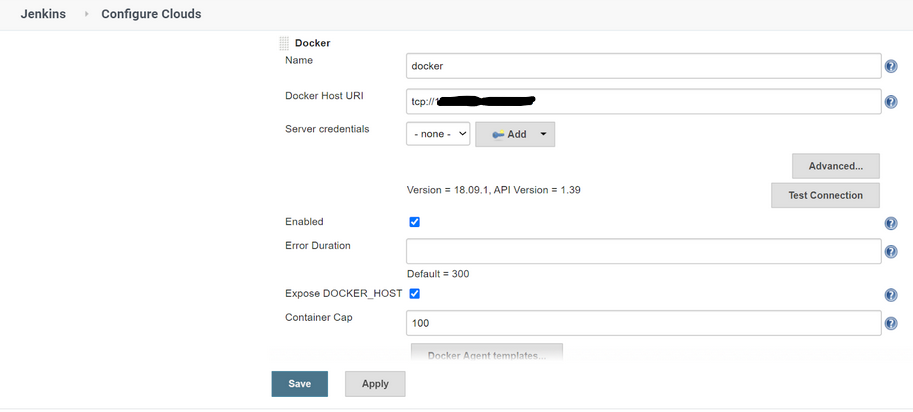 Jenkins Configure Clouds
Docker
Name docker
Docker Host URI tcp://
Server credentials - none - Add
Advanced...
Version = 18.09.1, API Version = 1.39
Test Connection
Enabled
Error Duration
Default = 300
Expose DOCKER_HOST
Container Cap 100
Docker Agent templates...
Save Apply